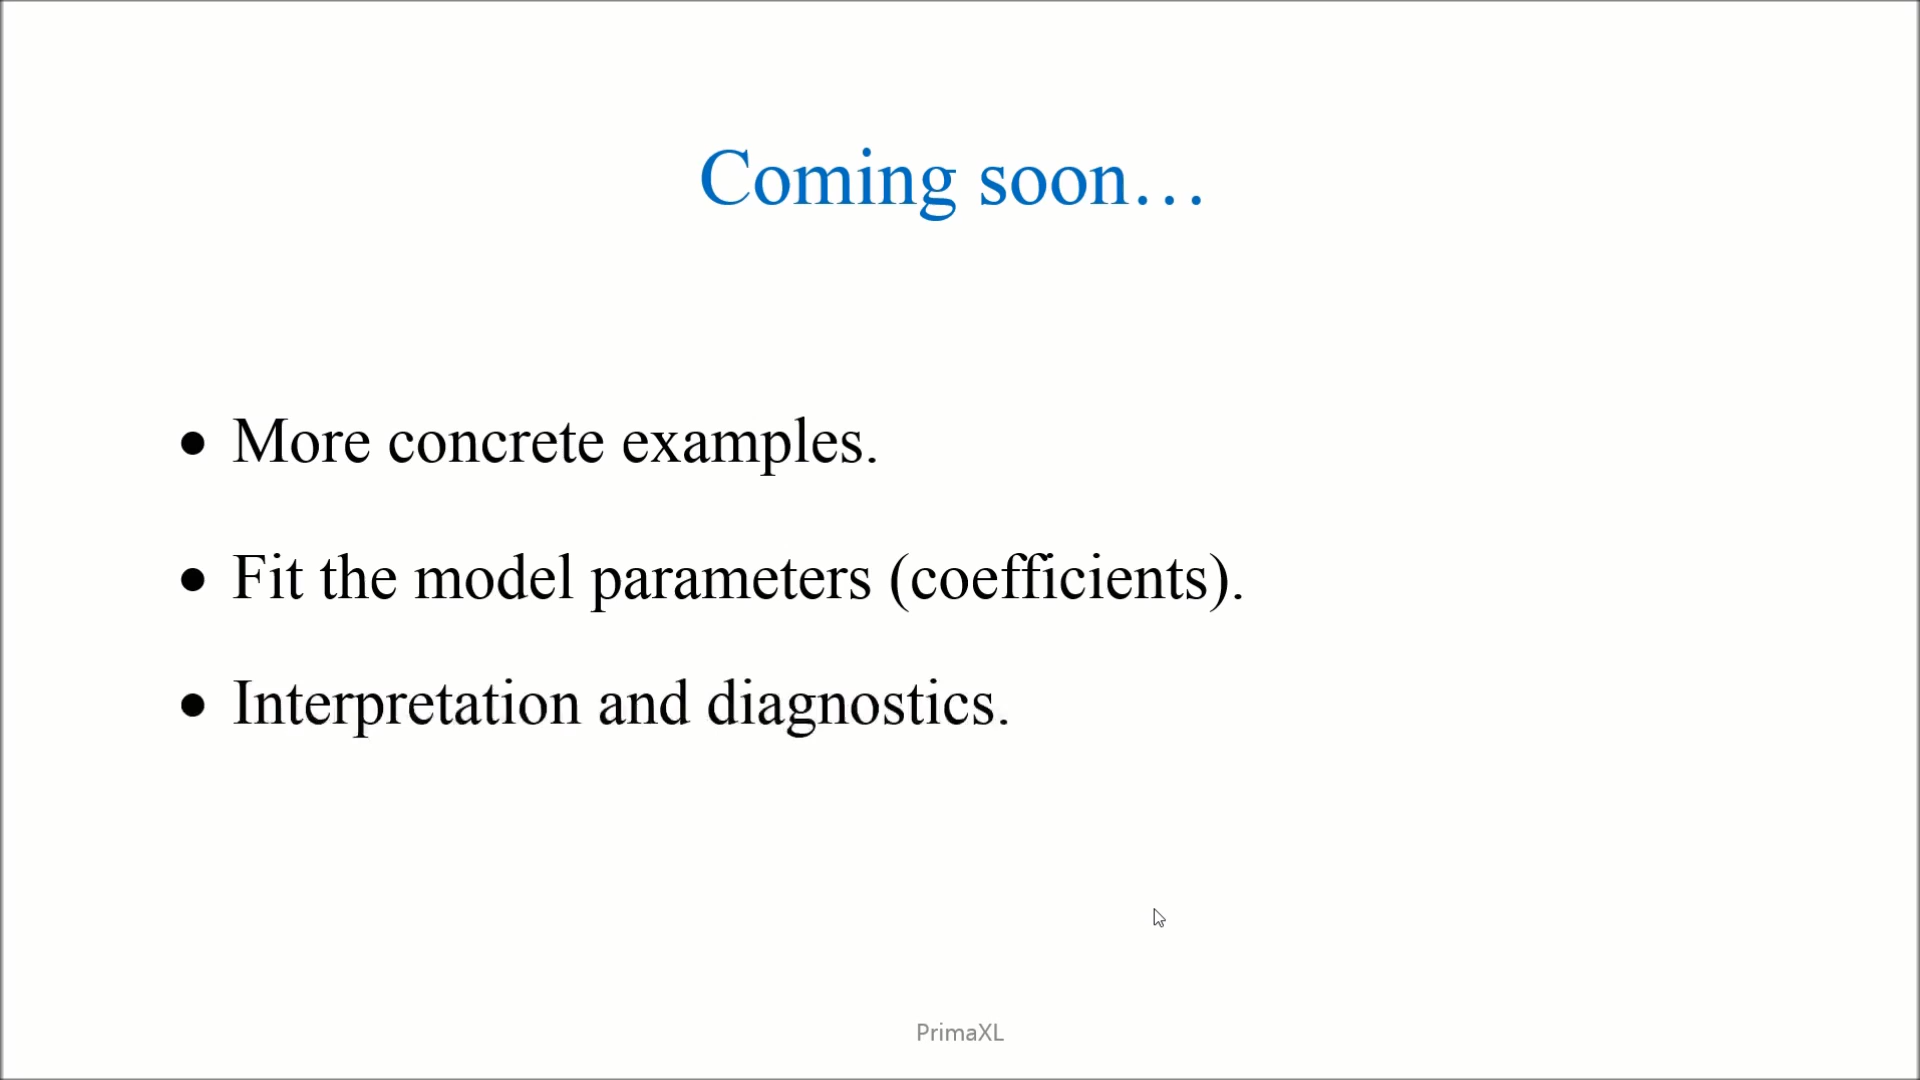 Coming soon…
• More concrete examples.
• Fit the model parameters (coefficients).
• Interpretation and diagnostics.
PrimaXL